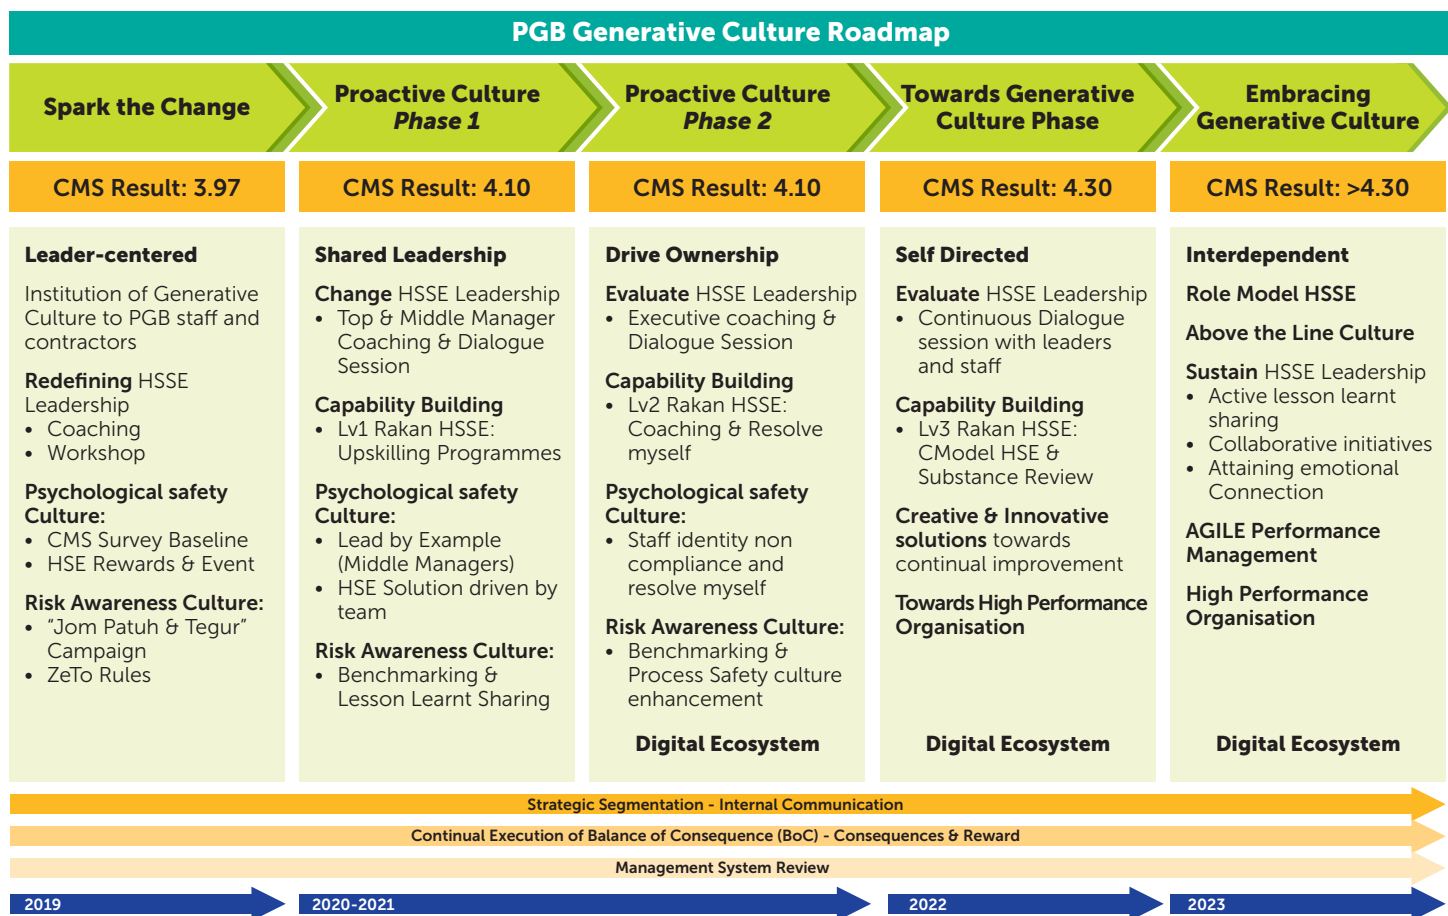 PGB Generative Culture Roadmap
Spark the Change
Proactive Culture
Phase 1
Proactive Culture
Phase 2
Towards Generative
Culture Phase
Embracing
Generative Culture
CMS Result: 3.97
CMS Result: 4.10
CMS Result: 4.10
CMS Result: 4.30
CMS Result: >4.30
Leader-centered
Institution of Generative
Culture to PGB staff and
contractors
Redefining HSSE
Leadership
• Coaching
• Workshop
Psychological safety
Culture:
• CMS Survey Baseline
• HSE Rewards & Event
Risk Awareness Culture:
• “Jom Patuh & Tegur”
Campaign
• ZeTo Rules
Shared Leadership
Change HSSE Leadership
• Top & Middle Manager
Coaching & Dialogue
Session
Capability Building
• Lv1 Rakan HSSE:
Upskilling Programmes
Psychological safety
Culture:
• Lead by Example
(Middle Managers)
• HSE Solution driven by
team
Risk Awareness Culture:
• Benchmarking &
Lesson Learnt Sharing
Drive Ownership
Evaluate HSSE Leadership
• Executive coaching &
Dialogue Session
Capability Building
• Lv2 Rakan HSSE:
Coaching & Resolve
myself
Psychological safety
Culture:
• Staff identity non
compliance and
resolve myself
Risk Awareness Culture:
• Benchmarking &
Process Safety culture
enhancement
Digital Ecosystem
Self Directed
Evaluate HSSE Leadership
• Continuous Dialogue
session with leaders
and staff
Capability Building
• Lv3 Rakan HSSE:
CModel HSE &
Substance Review
Creative & Innovative
solutions towards
continual improvement
Towards High Performance
Organisation
Digital Ecosystem
Interdependent
Role Model HSSE
Above the Line Culture
Sustain HSSE Leadership
• Active lesson learnt
sharing
• Collaborative initiatives
• Attaining emotional
Connection
AGILE Performance
Management
High Performance
Organisation
Digital Ecosystem
Strategic Segmentation - Internal Communication
Continual Execution of Balance of Consequence (BoC) - Consequences & Reward
Management System Review
2019
2020-2021
2022
2023